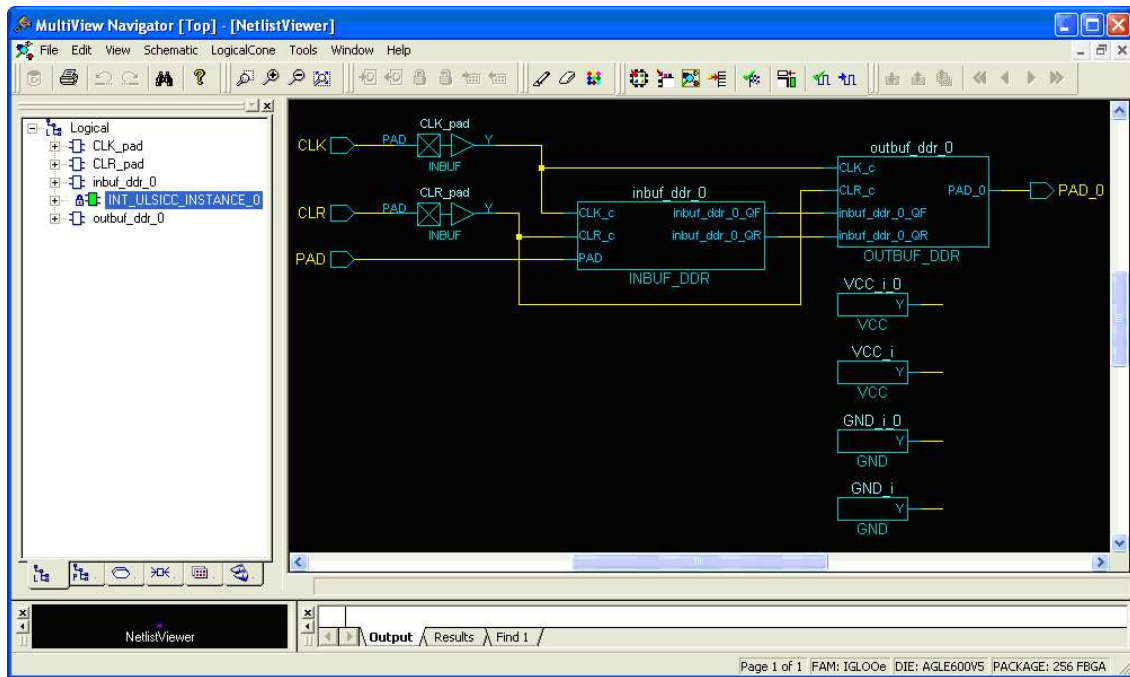 MultiView Navigator [Top] - [NetlistViewer]
File Edit View Schematic LogicalCone Tools Window Help
Logical
CLK_pad
CLR_pad
inbuf_ddr_0
INT_ULSICC_INSTANCE_0
outbuf_ddr_0
CLK_pad
CLK PAD Y
INBUF
CLR_pad
CLR PAD Y
INBUF
PAD
inbuf_ddr_0
CLK_c inbuf_ddr_0_QF
CLR_c inbuf_ddr_0_QR
PAD
INBUF_DDR
outbuf_ddr_0
CLK_c
CLR_c PAD_0 PAD_0
inbuf_ddr_0_QF
inbuf_ddr_0_QR
OUTBUF_DDR
VCC_i_0
Y
VCC
VCC_i
Y
VCC
GND_i_0
Y
GND
GND_i
Y
GND
NetlistViewer
Output Results Find 1
Page 1 of 1 FAM: IGLOOe DIE: AGLE600V5 PACKAGE: 256 FBGA